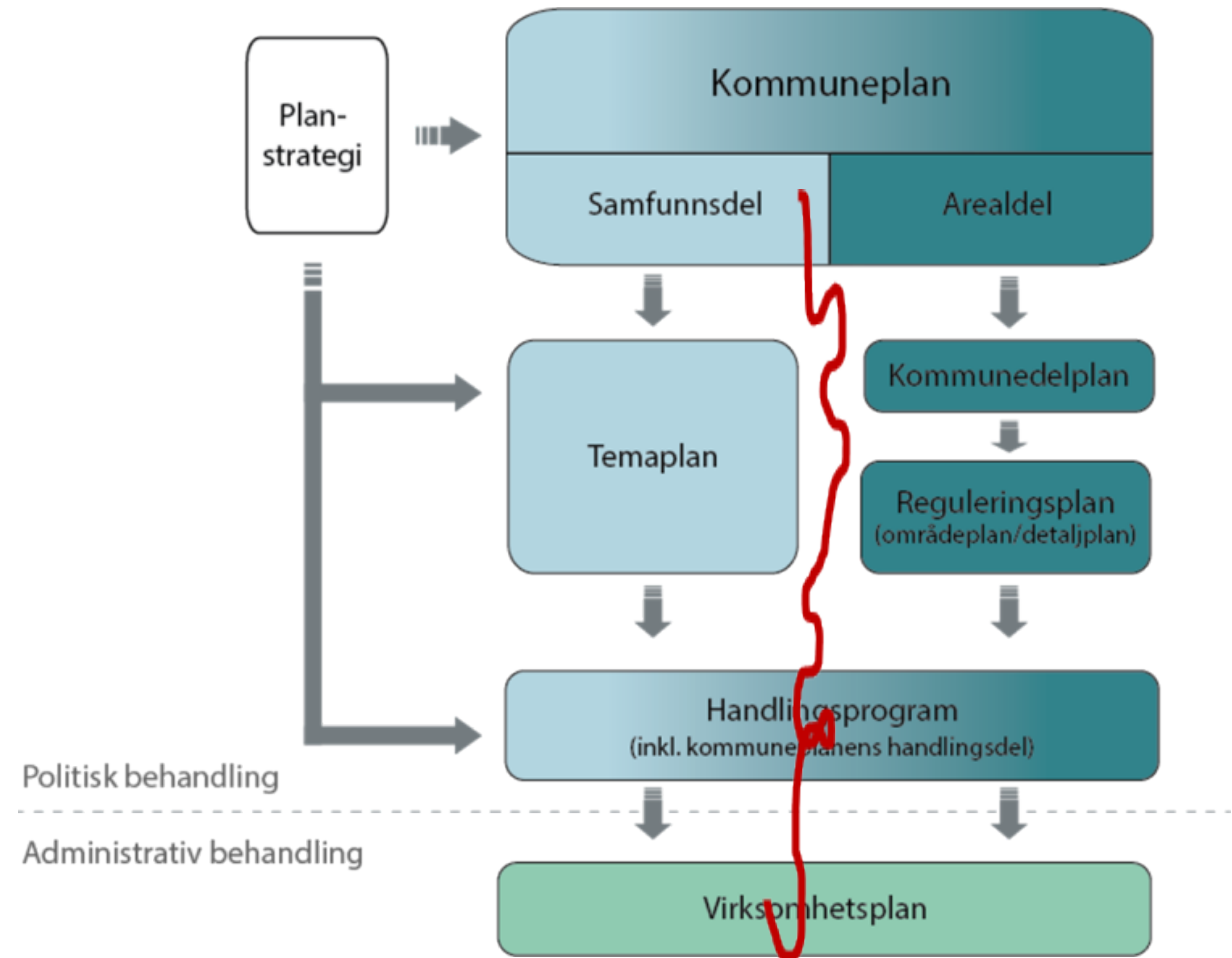 Kommuneplan
Plan-
strategi
Samfunnsdel
Arealdel
Temaplan
Kommunedelplan
Reguleringsplan
(områdeplan/detaljplan)
Handlingsprogram
(inkl. kommuneplanens handlingsdel)
Politisk behandling
Administrativ behandling
Virksomhetsplan